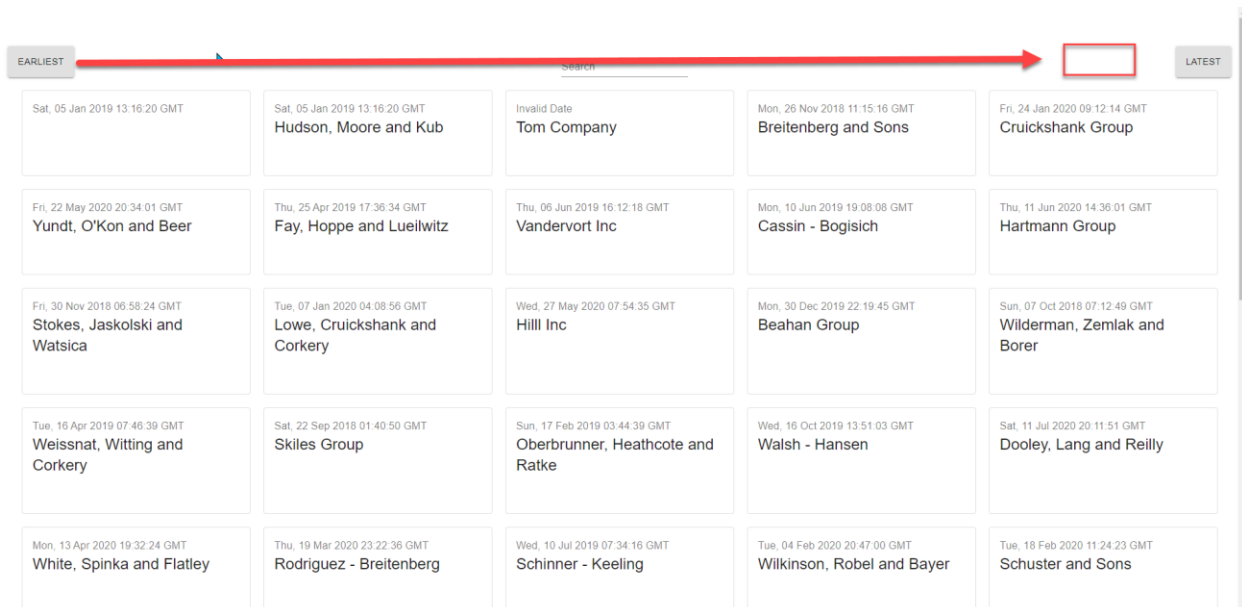 EARLIEST
Search
LATEST
Sat, 05 Jan 2019 13:16:20 GMT
Sat, 05 Jan 2019 13:16:20 GMT
Hudson, Moore and Kub
Invalid Date
Tom Company
Mon, 26 Nov 2018 11:15:16 GMT
Breitenberg and Sons
Fri, 24 Jan 2020 09:12:14 GMT
Cruickshank Group
Fri, 22 May 2020 20:34:01 GMT
Yundt, O'Kon and Beer
Thu, 25 Apr 2019 17:36:34 GMT
Fay, Hoppe and Lueilwitz
Thu, 06 Jun 2019 16:12:18 GMT
Vandervort Inc
Mon, 10 Jun 2019 19:08:08 GMT
Cassin - Bogisich
Thu, 11 Jun 2020 14:36:01 GMT
Hartmann Group
Fri, 30 Nov 2018 06:58:24 GMT
Stokes, Jaskolski and
Watsica
Tue, 07 Jan 2020 04:08:56 GMT
Lowe, Cruickshank and
Corkery
Wed, 27 May 2020 07:54:35 GMT
Hilll Inc
Mon, 30 Dec 2019 22:19:45 GMT
Beahan Group
Sun, 07 Oct 2018 07:12:49 GMT
Wilderman, Zemlak and
Borer
Tue, 16 Apr 2019 07:46:39 GMT
Weissnat, Witting and
Corkery
Sat, 22 Sep 2018 01:40:50 GMT
Skiles Group
Sun, 17 Feb 2019 03:44:39 GMT
Oberbrunner, Heathcote and
Ratke
Wed, 16 Oct 2019 13:51:03 GMT
Walsh - Hansen
Sat, 11 Jul 2020 20:11:51 GMT
Dooley, Lang and Reilly
Mon, 13 Apr 2020 19:32:24 GMT
White, Spinka and Flatley
Thu, 19 Mar 2020 23:22:36 GMT
Rodriguez - Breitenberg
Wed, 10 Jul 2019 07:34:16 GMT
Schinner - Keeling
Tue, 04 Feb 2020 20:47:00 GMT
Wilkinson, Robel and Bayer
Tue, 18 Feb 2020 11:24:23 GMT
Schuster and Sons